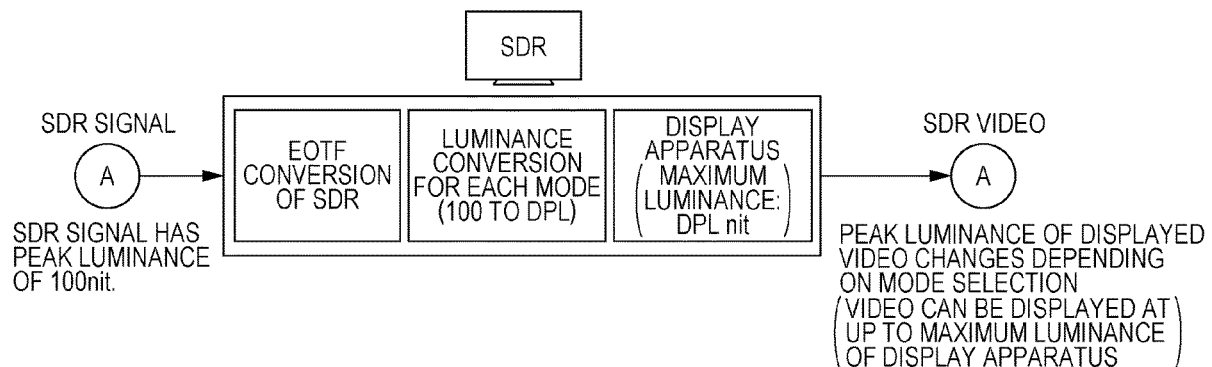 SDR
SDR SIGNAL
A
SDR SIGNAL HAS
PEAK LUMINANCE
OF 100nit.
EOTF
CONVERSION
OF SDR
LUMINANCE
CONVERSION
FOR EACH MODE
(100 TO DPL)
DISPLAY
APPARATUS
(MAXIMUM
LUMINANCE:
DPL nit)
SDR VIDEO
A
PEAK LUMINANCE OF DISPLAYED
VIDEO CHANGES DEPENDING
ON MODE SELECTION
(VIDEO CAN BE DISPLAYED AT
UP TO MAXIMUM LUMINANCE
OF DISPLAY APPARATUS)